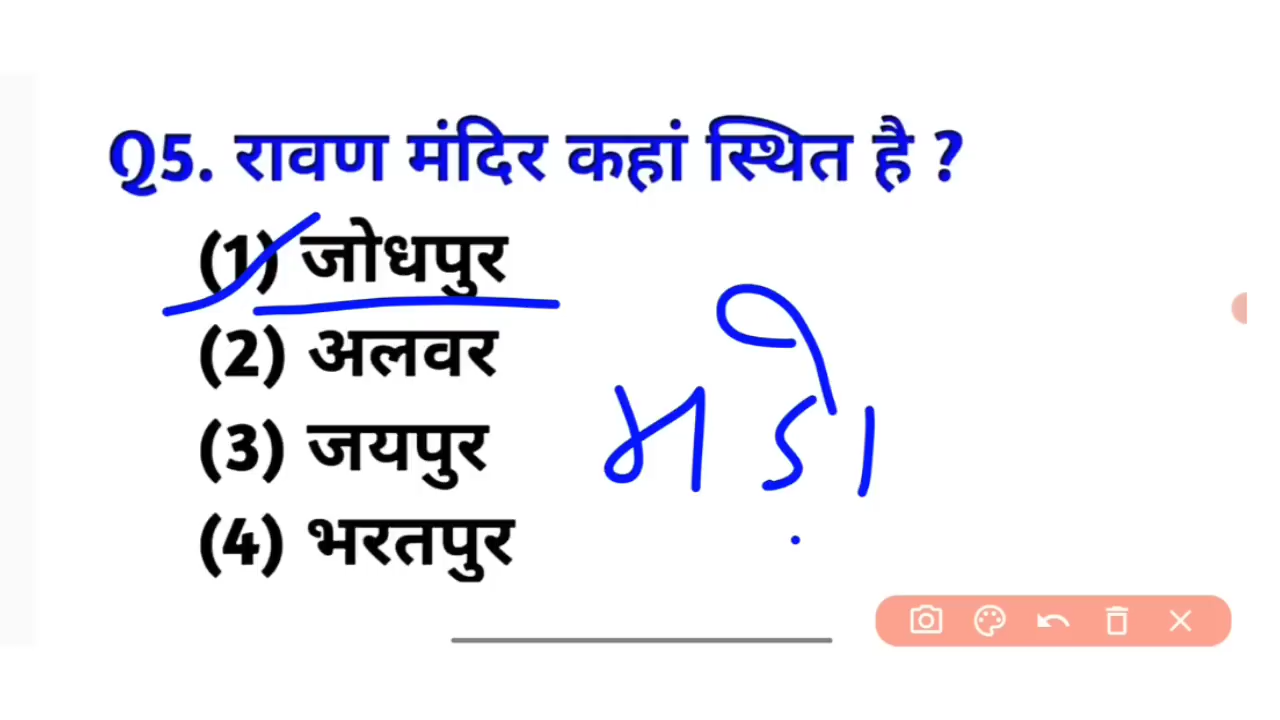 Q5. रावण मंदिर कहां स्थित है ?
(1) जोधपुर
(2) अलवर
(3) जयपुर
(4) भरतपुर